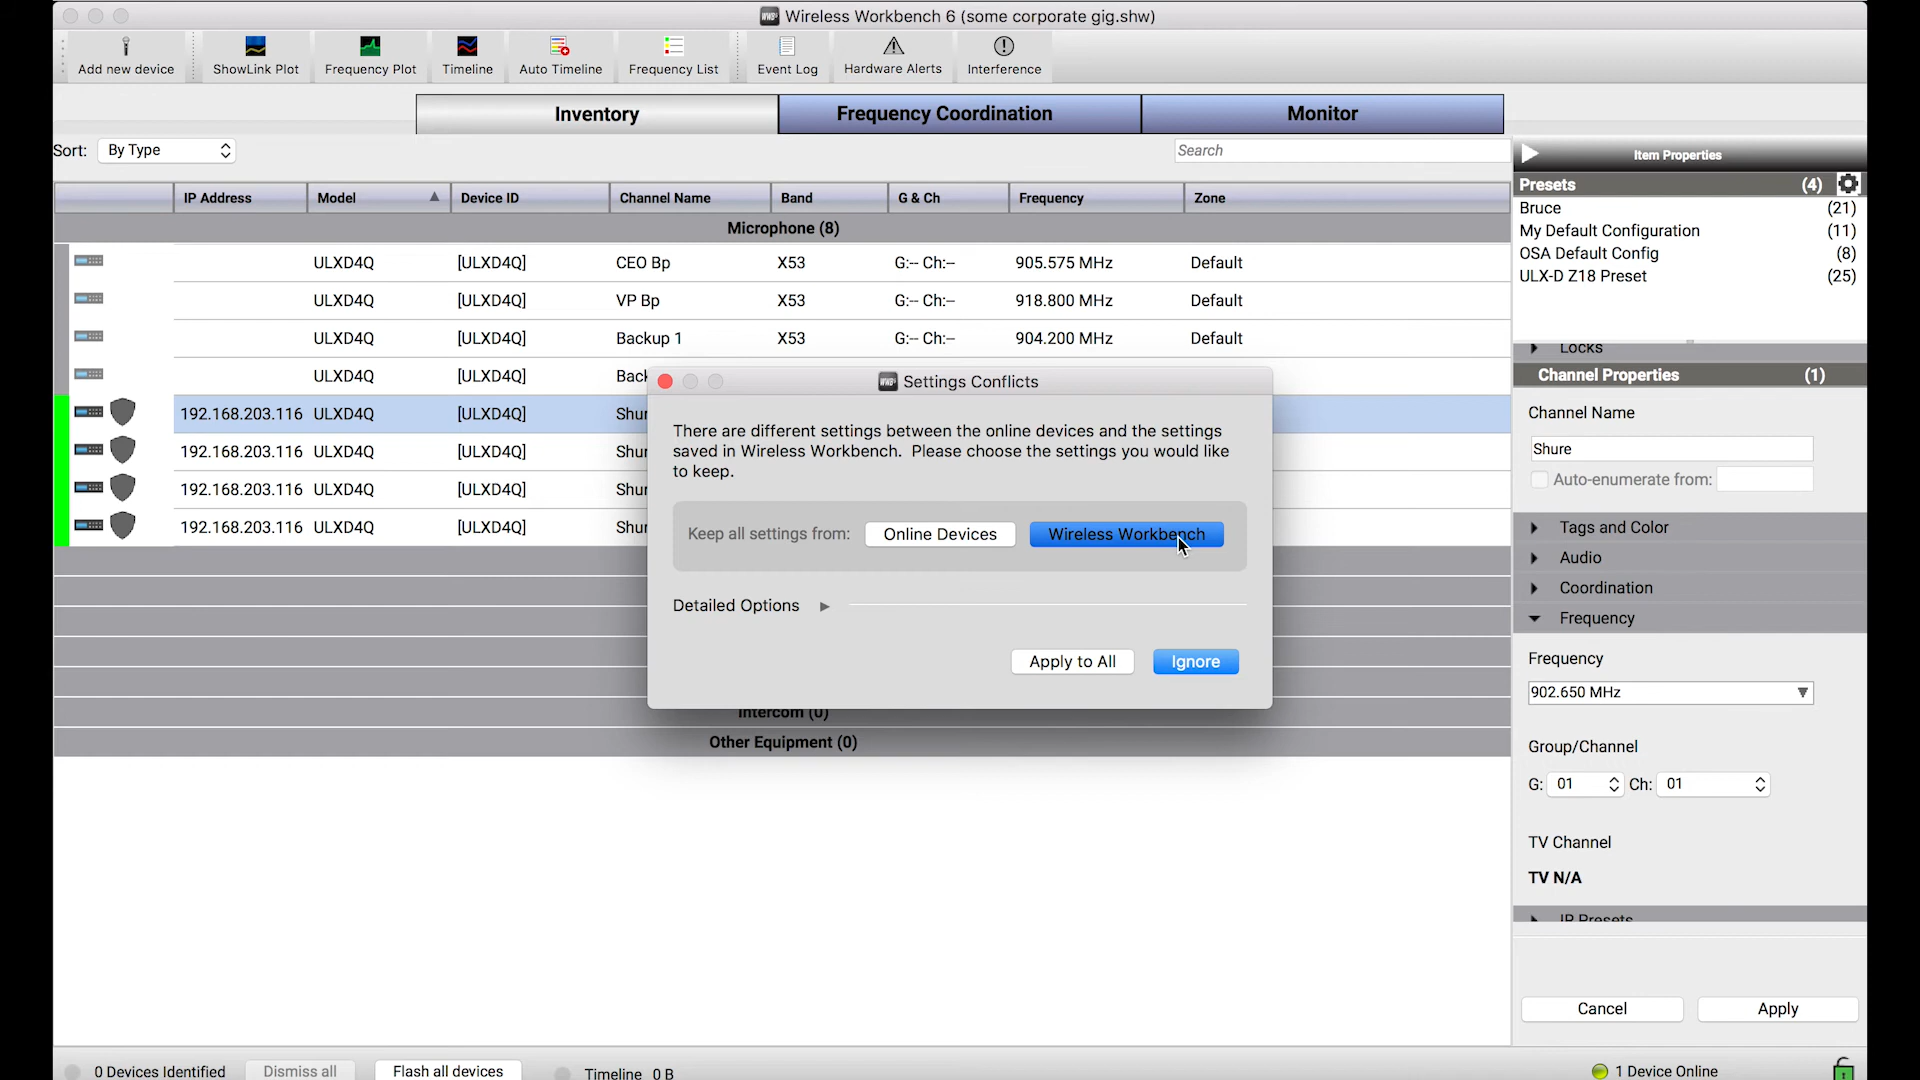 Wireless Workbench 6 (some corporate gig.shw)
Add new device
ShowLink Plot
Frequency Plot
Timeline
Auto Timeline
Frequency List
Event Log
Hardware Alerts
Interference
Inventory
Frequency Coordination
Monitor
Sort: By Type
Search
IP Address Model Device ID Channel Name Band G & Ch Frequency Zone
Microphone (8)
ULXD4Q [ULXD4Q] CEO Bp X53 G:-- Ch:-- 905.575 MHz Default
ULXD4Q [ULXD4Q] VP Bp X53 G:-- Ch:-- 918.800 MHz Default
ULXD4Q [ULXD4Q] Backup 1 X53 G:-- Ch:-- 904.200 MHz Default
ULXD4Q [ULXD4Q] Back
192.168.203.116 ULXD4Q [ULXD4Q] Shur
192.168.203.116 ULXD4Q [ULXD4Q] Shur
192.168.203.116 ULXD4Q [ULXD4Q] Shur
192.168.203.116 ULXD4Q [ULXD4Q] Shur
Intercom (0)
Other Equipment (0)
Settings Conflicts
There are different settings between the online devices and the settings
saved in Wireless Workbench. Please choose the settings you would like
to keep.
Keep all settings from: Online Devices Wireless Workbench
Detailed Options
Apply to All Ignore
Item Properties
Presets (4)
Bruce (21)
My Default Configuration (11)
OSA Default Config (8)
ULX-D Z18 Preset (25)
Locks
Channel Properties (1)
Channel Name
Shure
Auto-enumerate from:
Tags and Color
Audio
Coordination
Frequency
Frequency
902.650 MHz
Group/Channel
G: 01 Ch: 01
TV Channel
TV N/A
IR Presets
Cancel Apply
0 Devices Identified Dismiss all Flash all devices Timeline 0 B 1 Device Online